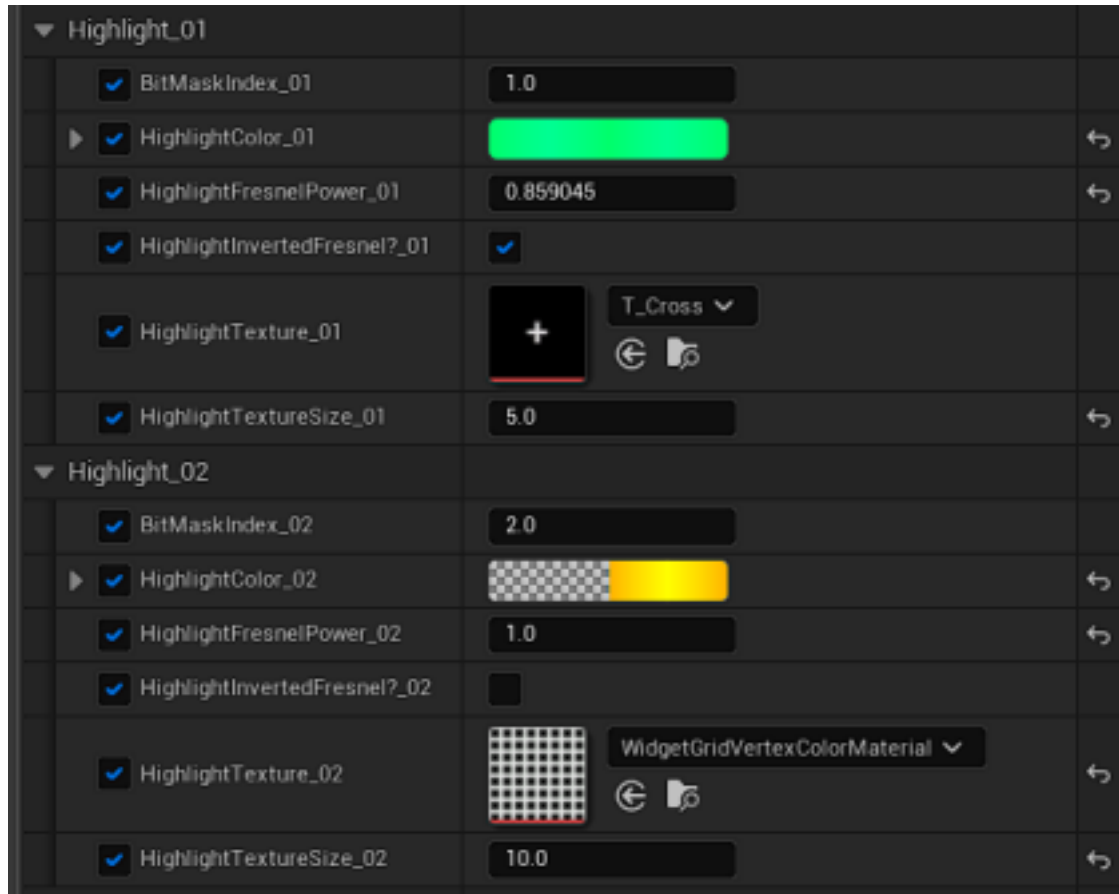 Highlight_01
BitMaskIndex_01 1.0
HighlightColor_01
HighlightFresnelPower_01 0.859045
HighlightInvertedFresnel?_01
HighlightTexture_01 T_Cross
HighlightTextureSize_01 5.0
Highlight_02
BitMaskIndex_02 2.0
HighlightColor_02
HighlightFresnelPower_02 1.0
HighlightInvertedFresnel?_02
HighlightTexture_02 WidgetGridVertexColorMaterial
HighlightTextureSize_02 10.0